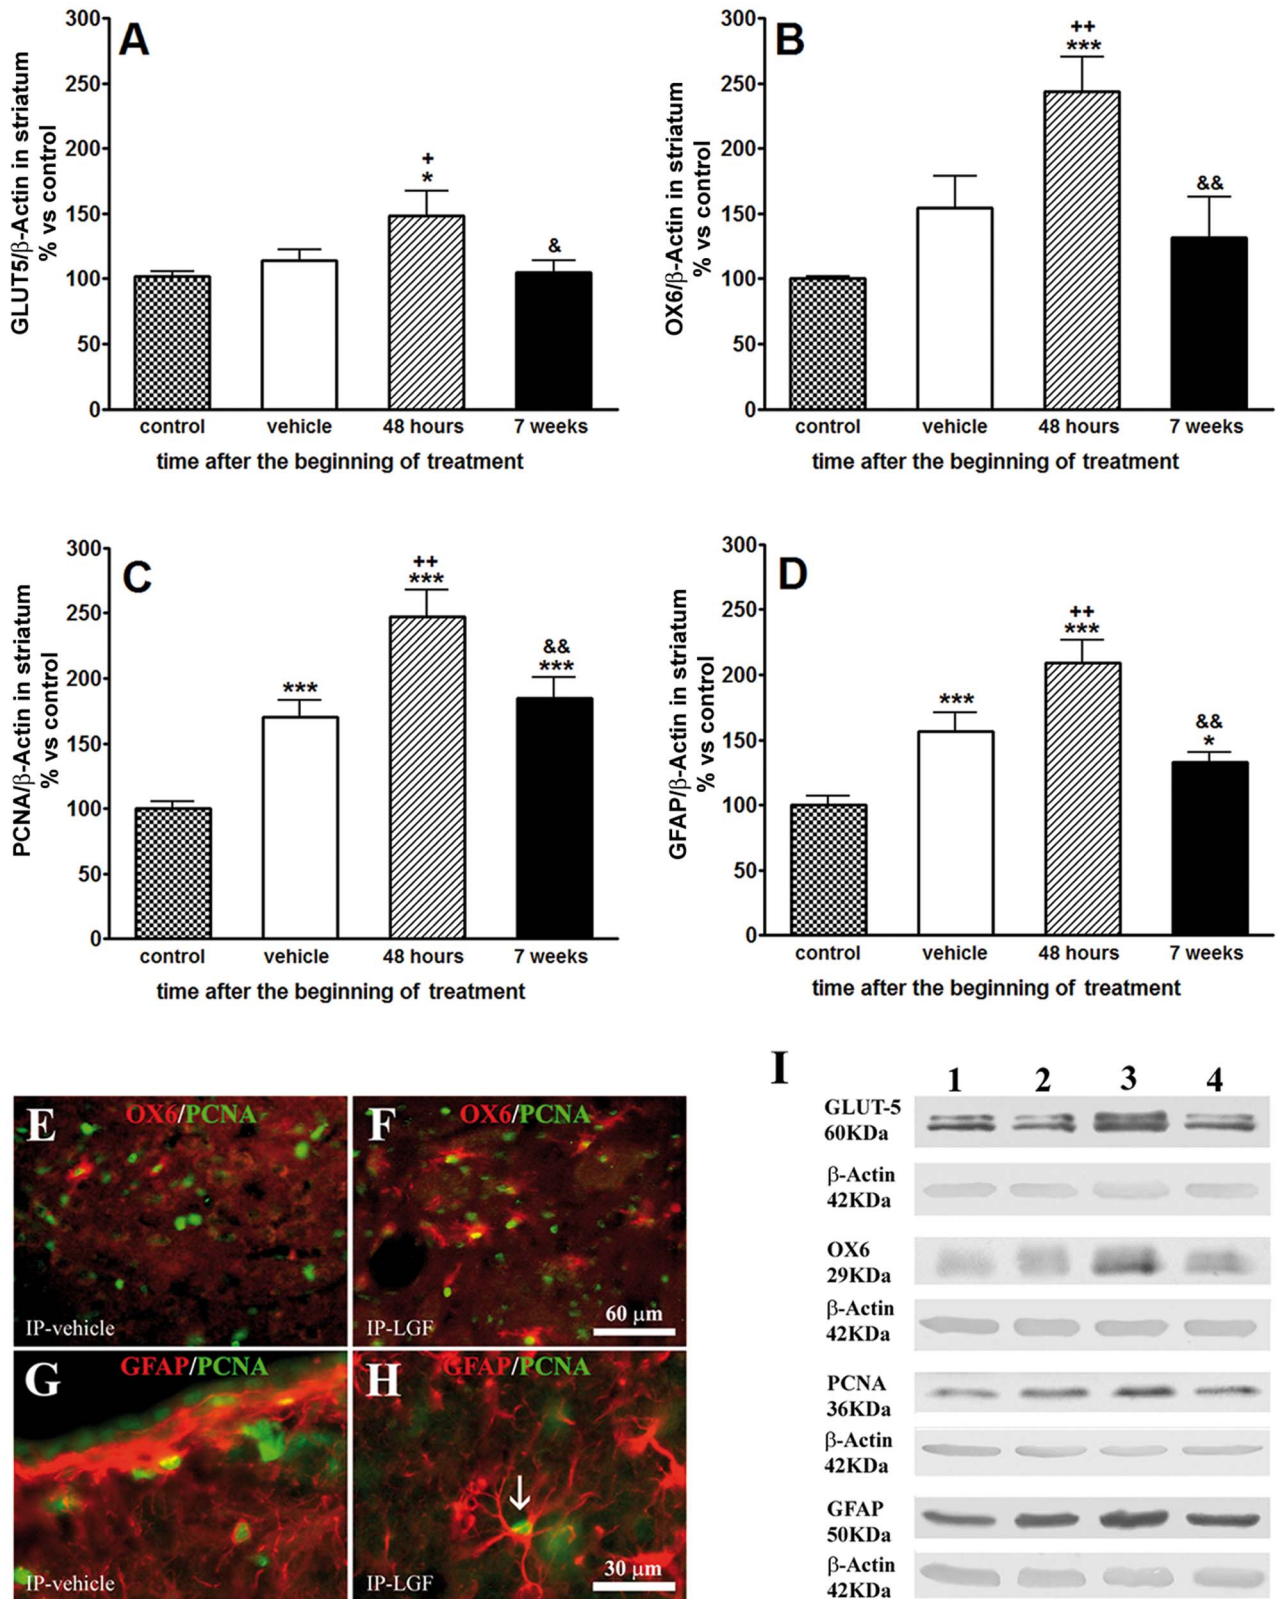 A
GLUT5/β-Actin in striatum
% vs control
300
250
200
150
100
50
0
+
*
&
control vehicle 48 hours 7 weeks
time after the beginning of treatment
B
OX6/β-Actin in striatum
% vs control
300
250
200
150
100
50
0
++
***
&&
control vehicle 48 hours 7 weeks
time after the beginning of treatment
C
PCNA/β-Actin in striatum
% vs control
300
250
200
150
100
50
0
***
++
***
&&
***
control vehicle 48 hours 7 weeks
time after the beginning of treatment
D
GFAP/β-Actin in striatum
% vs control
300
250
200
150
100
50
0
***
++
***
&&
*
control vehicle 48 hours 7 weeks
time after the beginning of treatment
E
OX6/PCNA
IP-vehicle
F
OX6/PCNA
IP-LGF
60 µm
G
GFAP/PCNA
IP-vehicle
H
GFAP/PCNA
IP-LGF
30 µm
I
1 2 3 4
GLUT-5
60KDa
β-Actin
42KDa
OX6
29KDa
β-Actin
42KDa
PCNA
36KDa
β-Actin
42KDa
GFAP
50KDa
β-Actin
42KDa